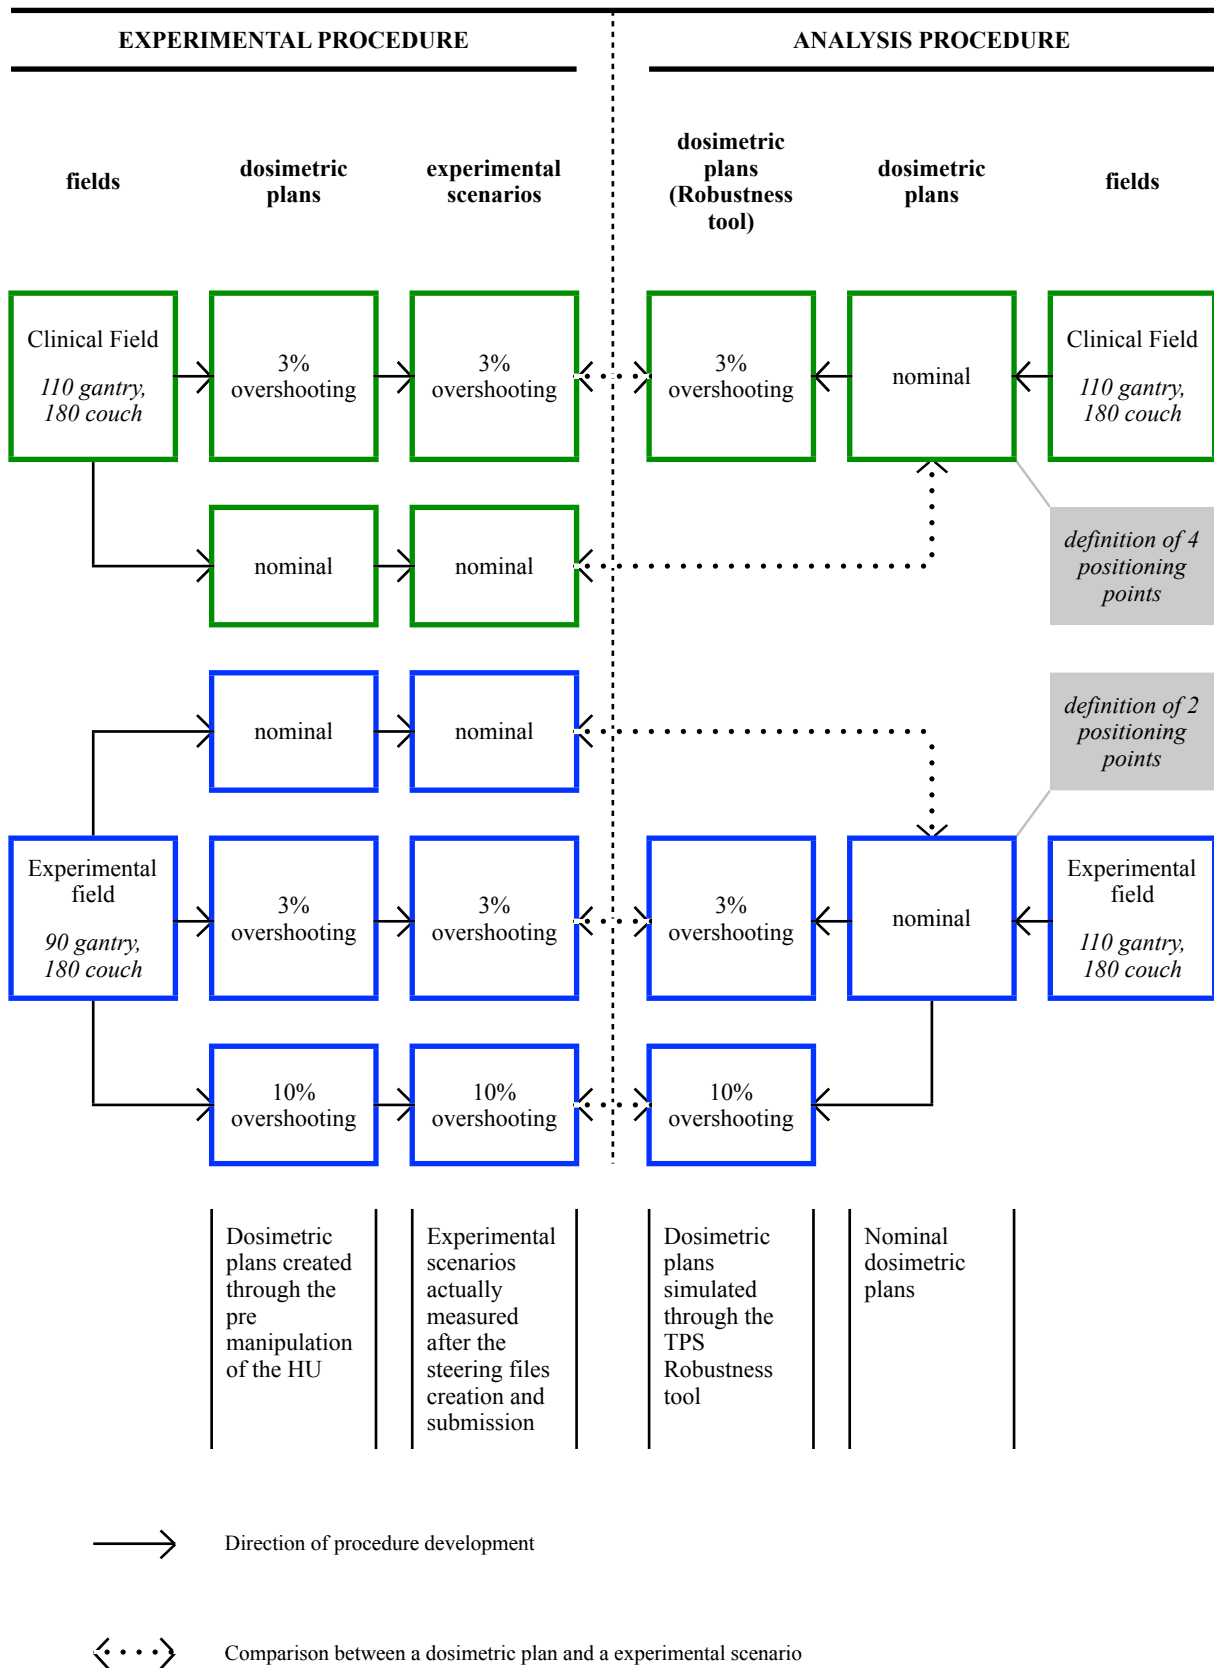 EXPERIMENTAL PROCEDURE
ANALYSIS PROCEDURE
fields
dosimetric
plans
experimental
scenarios
dosimetric
plans
(Robustness
tool)
dosimetric
plans
fields
Clinical Field
110 gantry,
180 couch
3%
overshooting
3%
overshooting
3%
overshooting
nominal
Clinical Field
110 gantry,
180 couch
nominal
nominal
definition of 4
positioning
points
nominal
nominal
definition of 2
positioning
points
Experimental
field
90 gantry,
180 couch
3%
overshooting
3%
overshooting
3%
overshooting
nominal
Experimental
field
110 gantry,
180 couch
10%
overshooting
10%
overshooting
10%
overshooting
Dosimetric
plans created
through the
pre
manipulation
of the HU
Experimental
scenarios
actually
measured
after the
steering files
creation and
submission
Dosimetric
plans
simulated
through the
TPS
Robustness
tool
Nominal
dosimetric
plans
Direction of procedure development
Comparison between a dosimetric plan and a experimental scenario